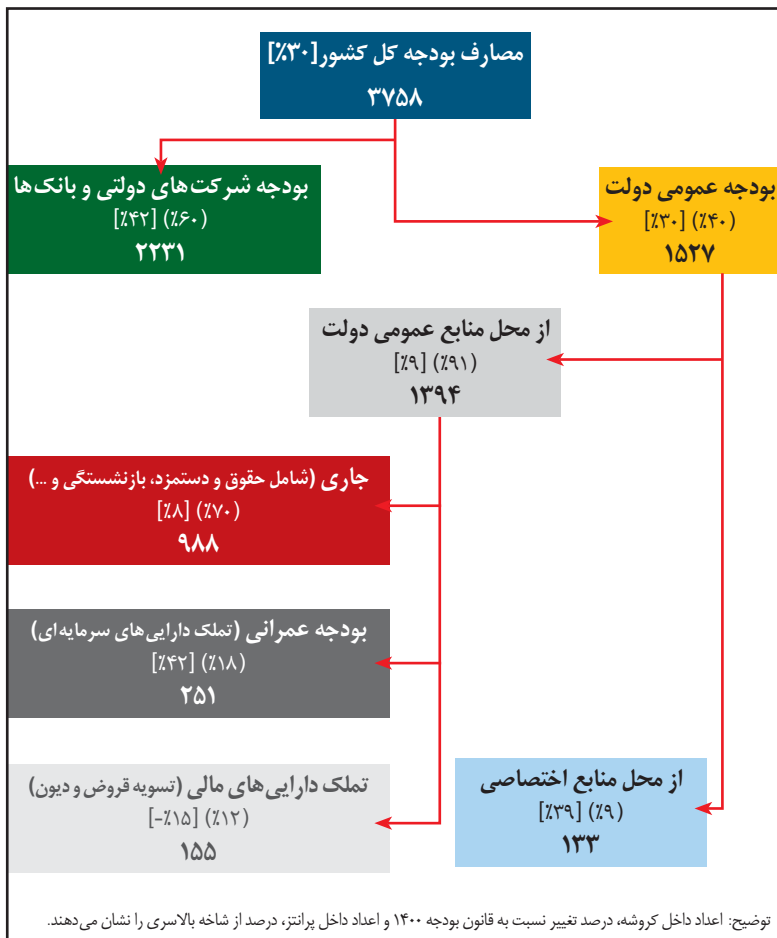 مصارف بودجه کل کشور [٪۳۰]
۳۷۵۸
بودجه عمومی دولت
(٪۴۰) [٪۳۰]
۱۵۲۷
بودجه شرکت‌های دولتی و بانک‌ها
(٪۶۰) [٪۴۲]
۲۲۳۱
از محل منابع عمومی دولت
(٪۹۱) [٪۹]
۱۳۹۴
جاری (شامل حقوق و دستمزد، بازنشستگی و ...)
(٪۷۰) [٪۸]
۹۸۸
بودجه عمرانی (تملک دارایی‌های سرمایه‌ای)
(٪۱۸) [٪۴۲]
۲۵۱
از محل منابع اختصاصی
(٪۹) [٪۳۹]
۱۳۳
تملک دارایی‌های مالی (تسویه قروض و دیون)
(٪۱۲) [٪۱۵-]
۱۵۵
توضیح: اعداد داخل کروشه، درصد تغییر نسبت به قانون بودجه ۱۴۰۰ و اعداد داخل پرانتز، درصد از شاخه بالاسری را نشان می‌دهند.